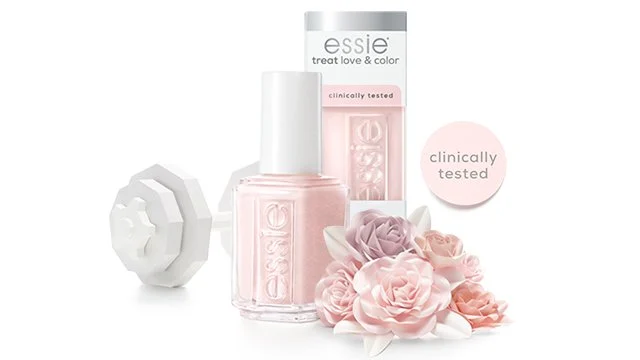 essie®
treat love & color
clinically tested
essie
essie
clinically
tested